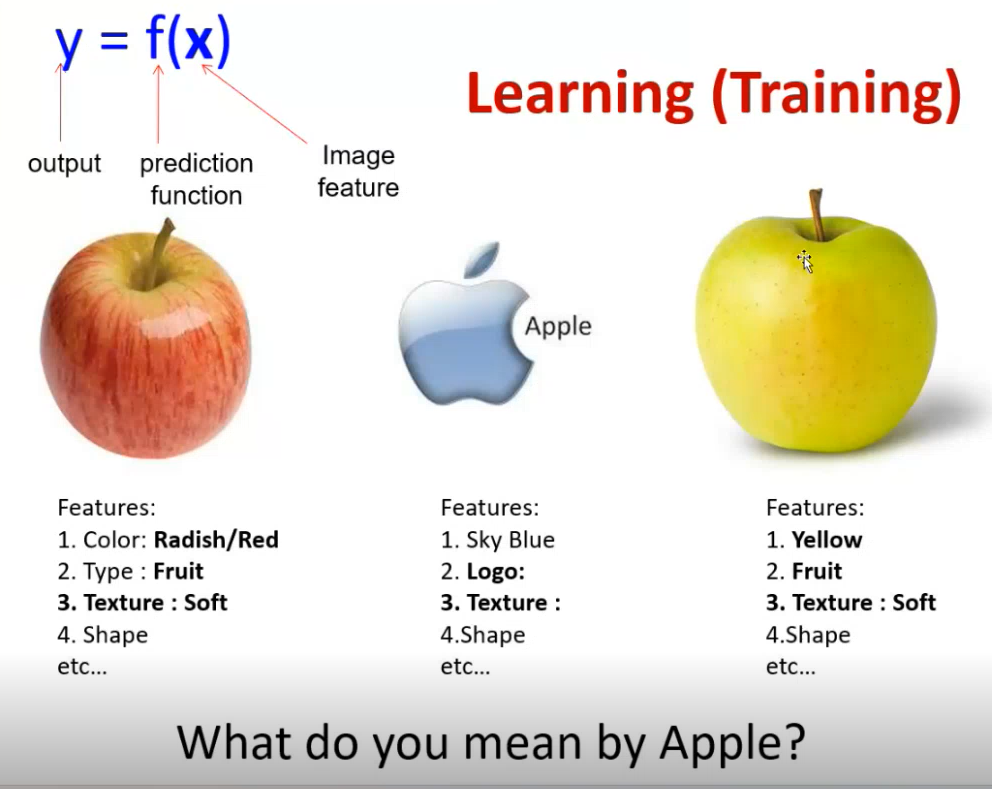 y = f(x)
Learning (Training)
output
prediction
function
Image
feature
Apple
Features:
1. Color: Radish/Red
2. Type : Fruit
3. Texture : Soft
4. Shape
etc...
Features:
1. Sky Blue
2. Logo:
3. Texture :
4.Shape
etc...
Features:
1. Yellow
2. Fruit
3. Texture : Soft
4.Shape
etc...
What do you mean by Apple?